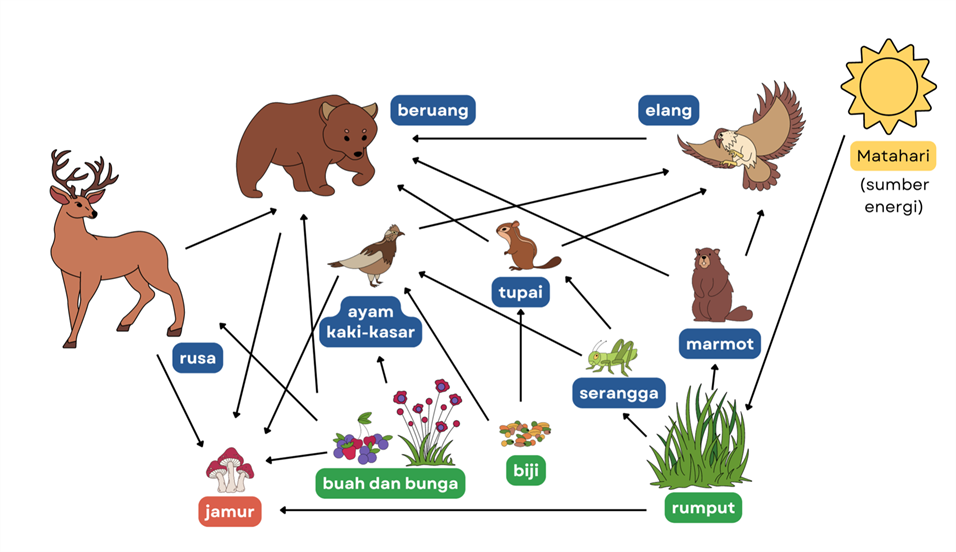 beruang
elang
Matahari
(sumber
energi)
tupai
ayam
kaki-kasar
marmot
rusa
serangga
buah dan bunga
biji
rumput
jamur